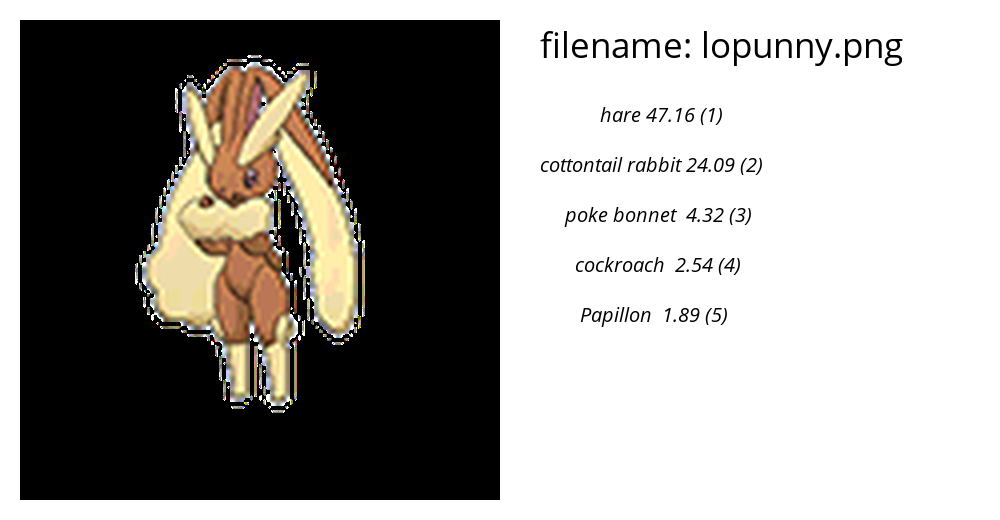 filename: lopunny.png
hare 47.16 (1)
cottontail rabbit 24.09 (2)
poke bonnet  4.32 (3)
cockroach  2.54 (4)
Papillon  1.89 (5)